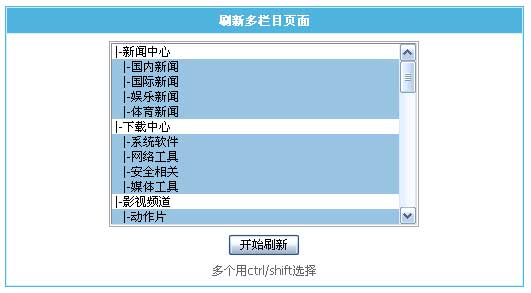 刷新多栏目页面
|-新闻中心
|-国内新闻
|-国际新闻
|-娱乐新闻
|-体育新闻
|-下载中心
|-系统软件
|-网络工具
|-安全相关
|-媒体工具
|-影视频道
|-动作片
开始刷新
多个用ctrl/shift选择